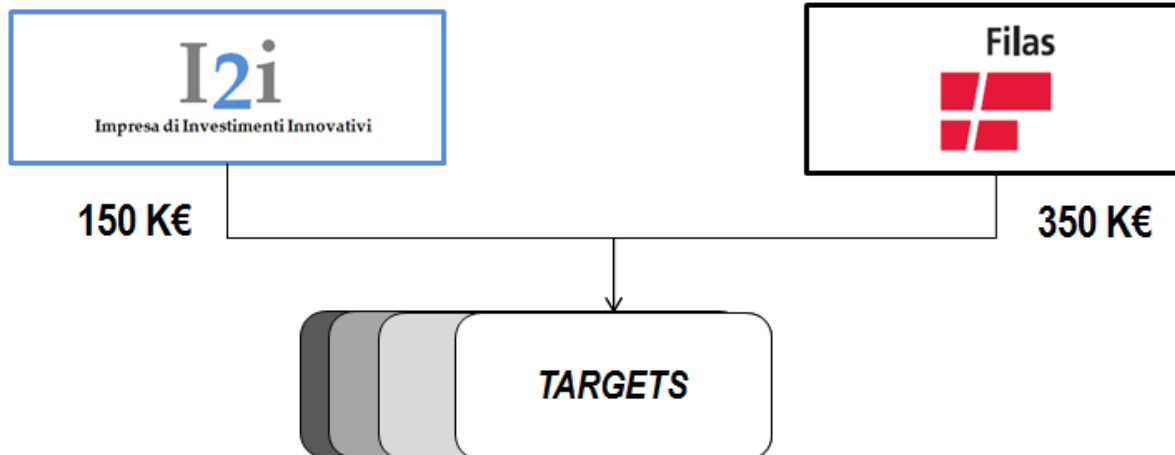 I2i
Impresa di Investimenti Innovativi
Filas
150 K€
350 K€
TARGETS